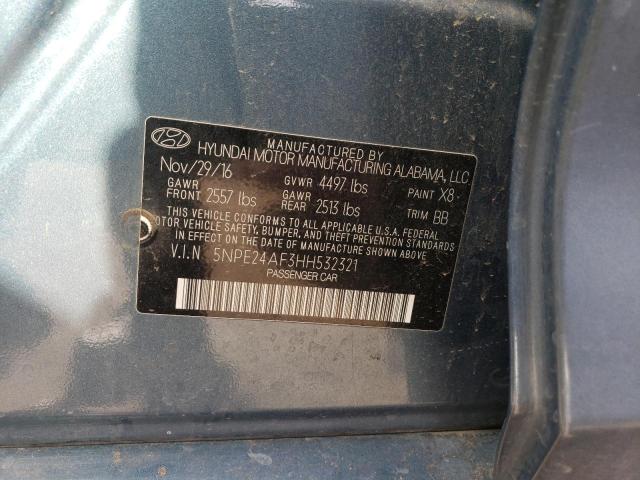 MANUFACTURED BY
HYUNDAI MOTOR MANUFACTURING ALABAMA, LLC
Nov/29/16 GVWR 4497 lbs PAINT X8
GAWR FRONT 2557 lbs GAWR REAR 2513 lbs TRIM BB
THIS VEHICLE CONFORMS TO ALL APPLICABLE U.S.A. FEDERAL
MOTOR VEHICLE SAFETY, BUMPER, AND THEFT PREVENTION STANDARDS
IN EFFECT ON THE DATE OF MANUFACTURE SHOWN ABOVE.
V.I.N 5NPE24AF3HH532321
PASSENGER CAR